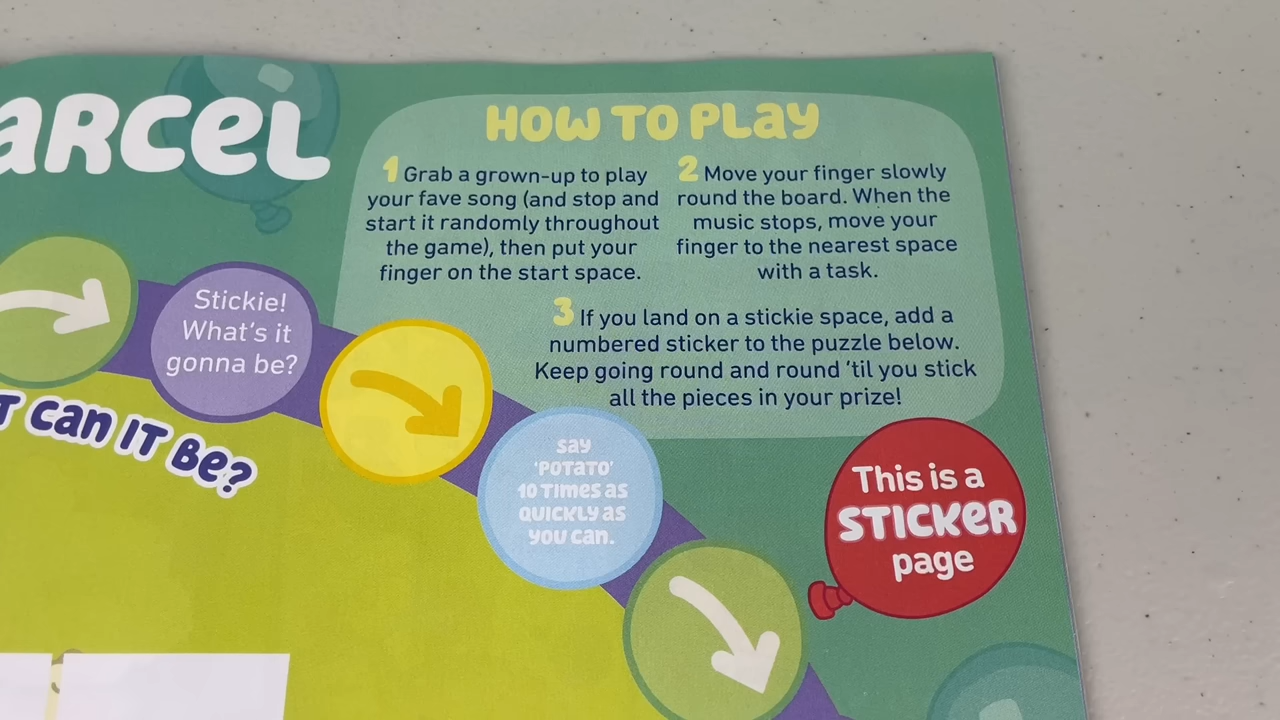 ARCEL
HOW TO PLAY
1 Grab a grown-up to play
your fave song (and stop and
start it randomly throughout
the game), then put your
finger on the start space.
2 Move your finger slowly
round the board. When the
music stops, move your
finger to the nearest space
with a task.
3 If you land on a stickie space, add a
numbered sticker to the puzzle below.
Keep going round and round 'til you stick
all the pieces in your prize!
Stickie!
What's it
gonna be?
T CAN IT BE?
SAY
'POTATO'
10 TIMES AS
QUICKLY AS
YOU CAN.
This is a
STICKER
page